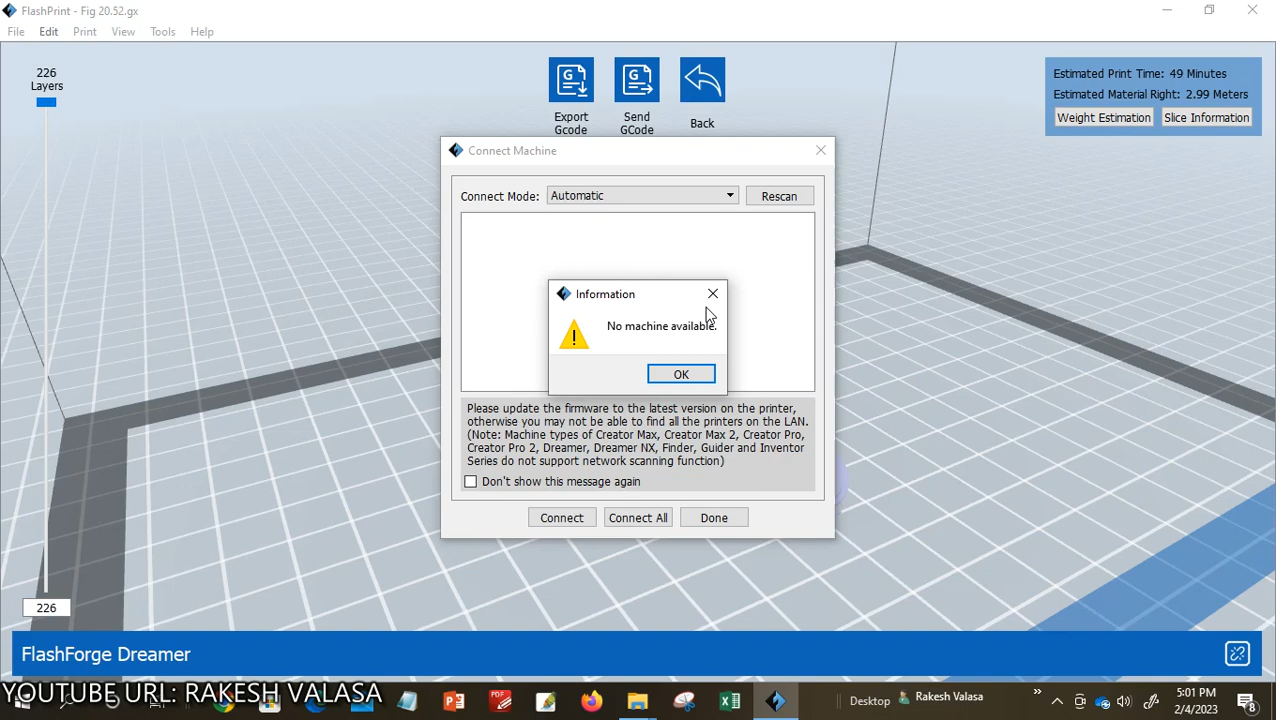 FlashPrint - Fig 20.52.gx
File Edit Print View Tools Help
226
Layers
Export
Gcode
Send
GCode
Back
Estimated Print Time: 49 Minutes
Estimated Material Right: 2.99 Meters
Weight Estimation Slice Information
Connect Machine
Connect Mode: Automatic Rescan
Information
No machine available.
OK
Please update the firmware to the latest version on the printer,
otherwise you may not be able to find all the printers on the LAN.
(Note: Machine types of Creator Max, Creator Max 2, Creator Pro,
Creator Pro 2, Dreamer, Dreamer NX, Finder, Guider and Inventor
Series do not support network scanning function)
Don't show this message again
Connect Connect All Done
226
FlashForge Dreamer
YOUTUBE URL: RAKESH VALASA
Desktop Rakesh Valasa
5:01 PM
2/4/2023
8